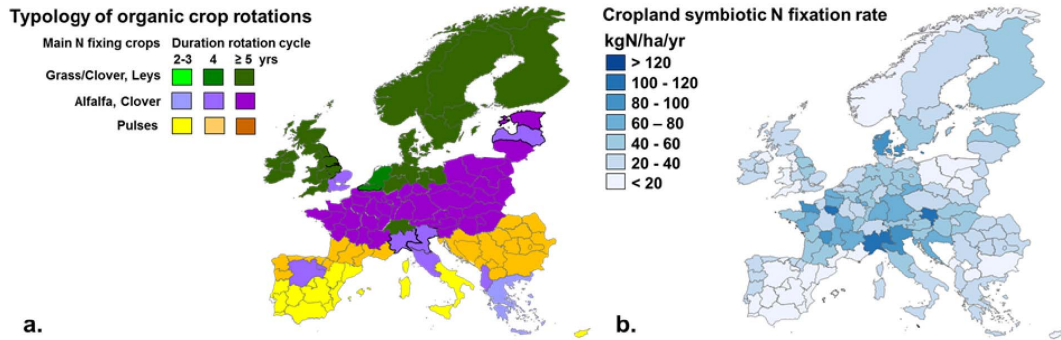 Typology of organic crop rotations
Main N fixing crops Duration rotation cycle
2-3 4 ≥ 5 yrs
Grass/Clover, Leys
Alfalfa, Clover
Pulses
a.
Cropland symbiotic N fixation rate
kgN/ha/yr
> 120
100 - 120
80 - 100
60 – 80
40 - 60
20 - 40
< 20
b.